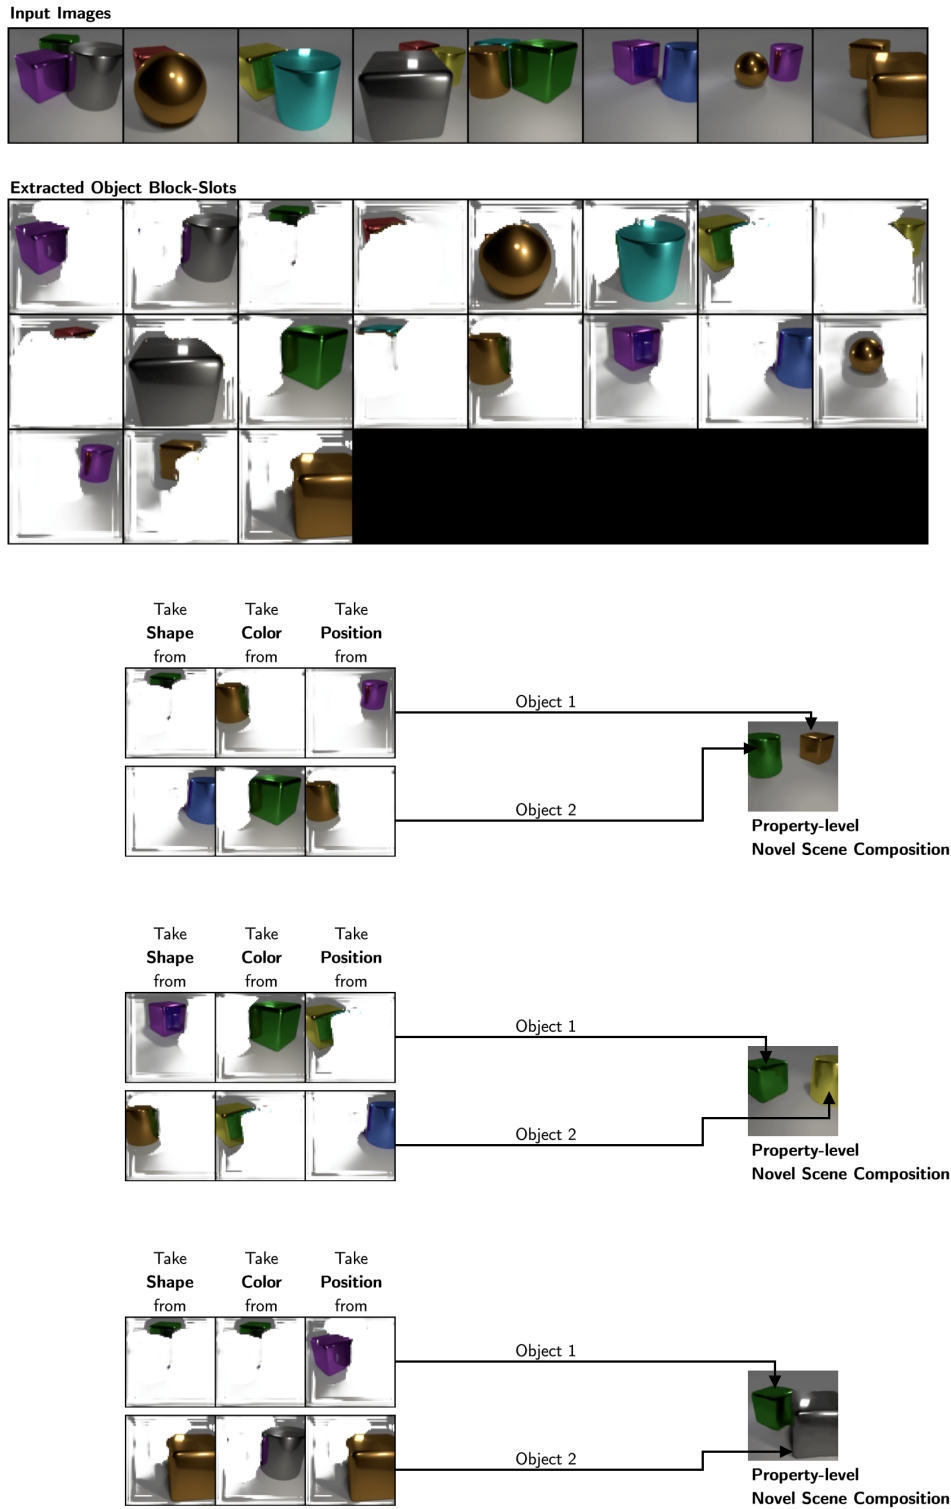 Input Images
Extracted Object Block-Slots
Take Take Take
Shape Color Position
from from from
Object 1
Object 2
Property-level
Novel Scene Composition
Take Take Take
Shape Color Position
from from from
Object 1
Object 2
Property-level
Novel Scene Composition
Take Take Take
Shape Color Position
from from from
Object 1
Object 2
Property-level
Novel Scene Composition